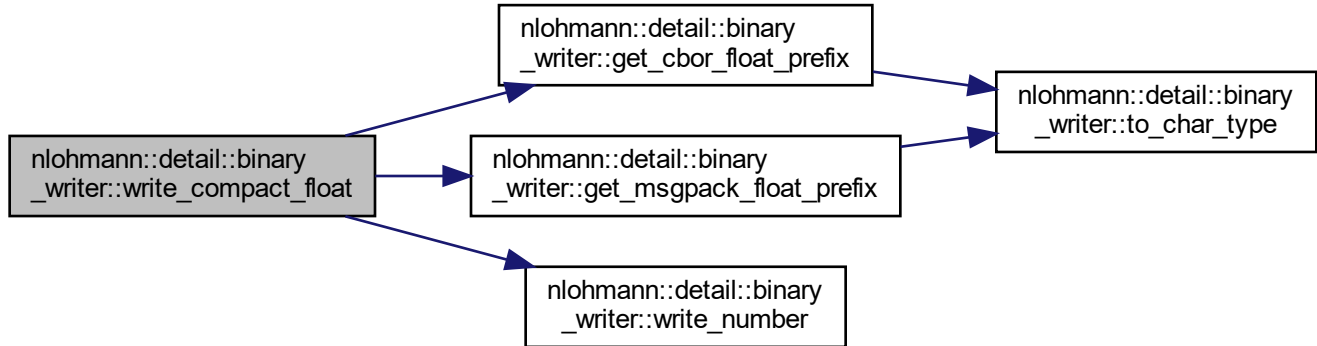 nlohmann::detail::binary
_writer::write_compact_float
nlohmann::detail::binary
_writer::get_cbor_float_prefix
nlohmann::detail::binary
_writer::get_msgpack_float_prefix
nlohmann::detail::binary
_writer::write_number
nlohmann::detail::binary
_writer::to_char_type